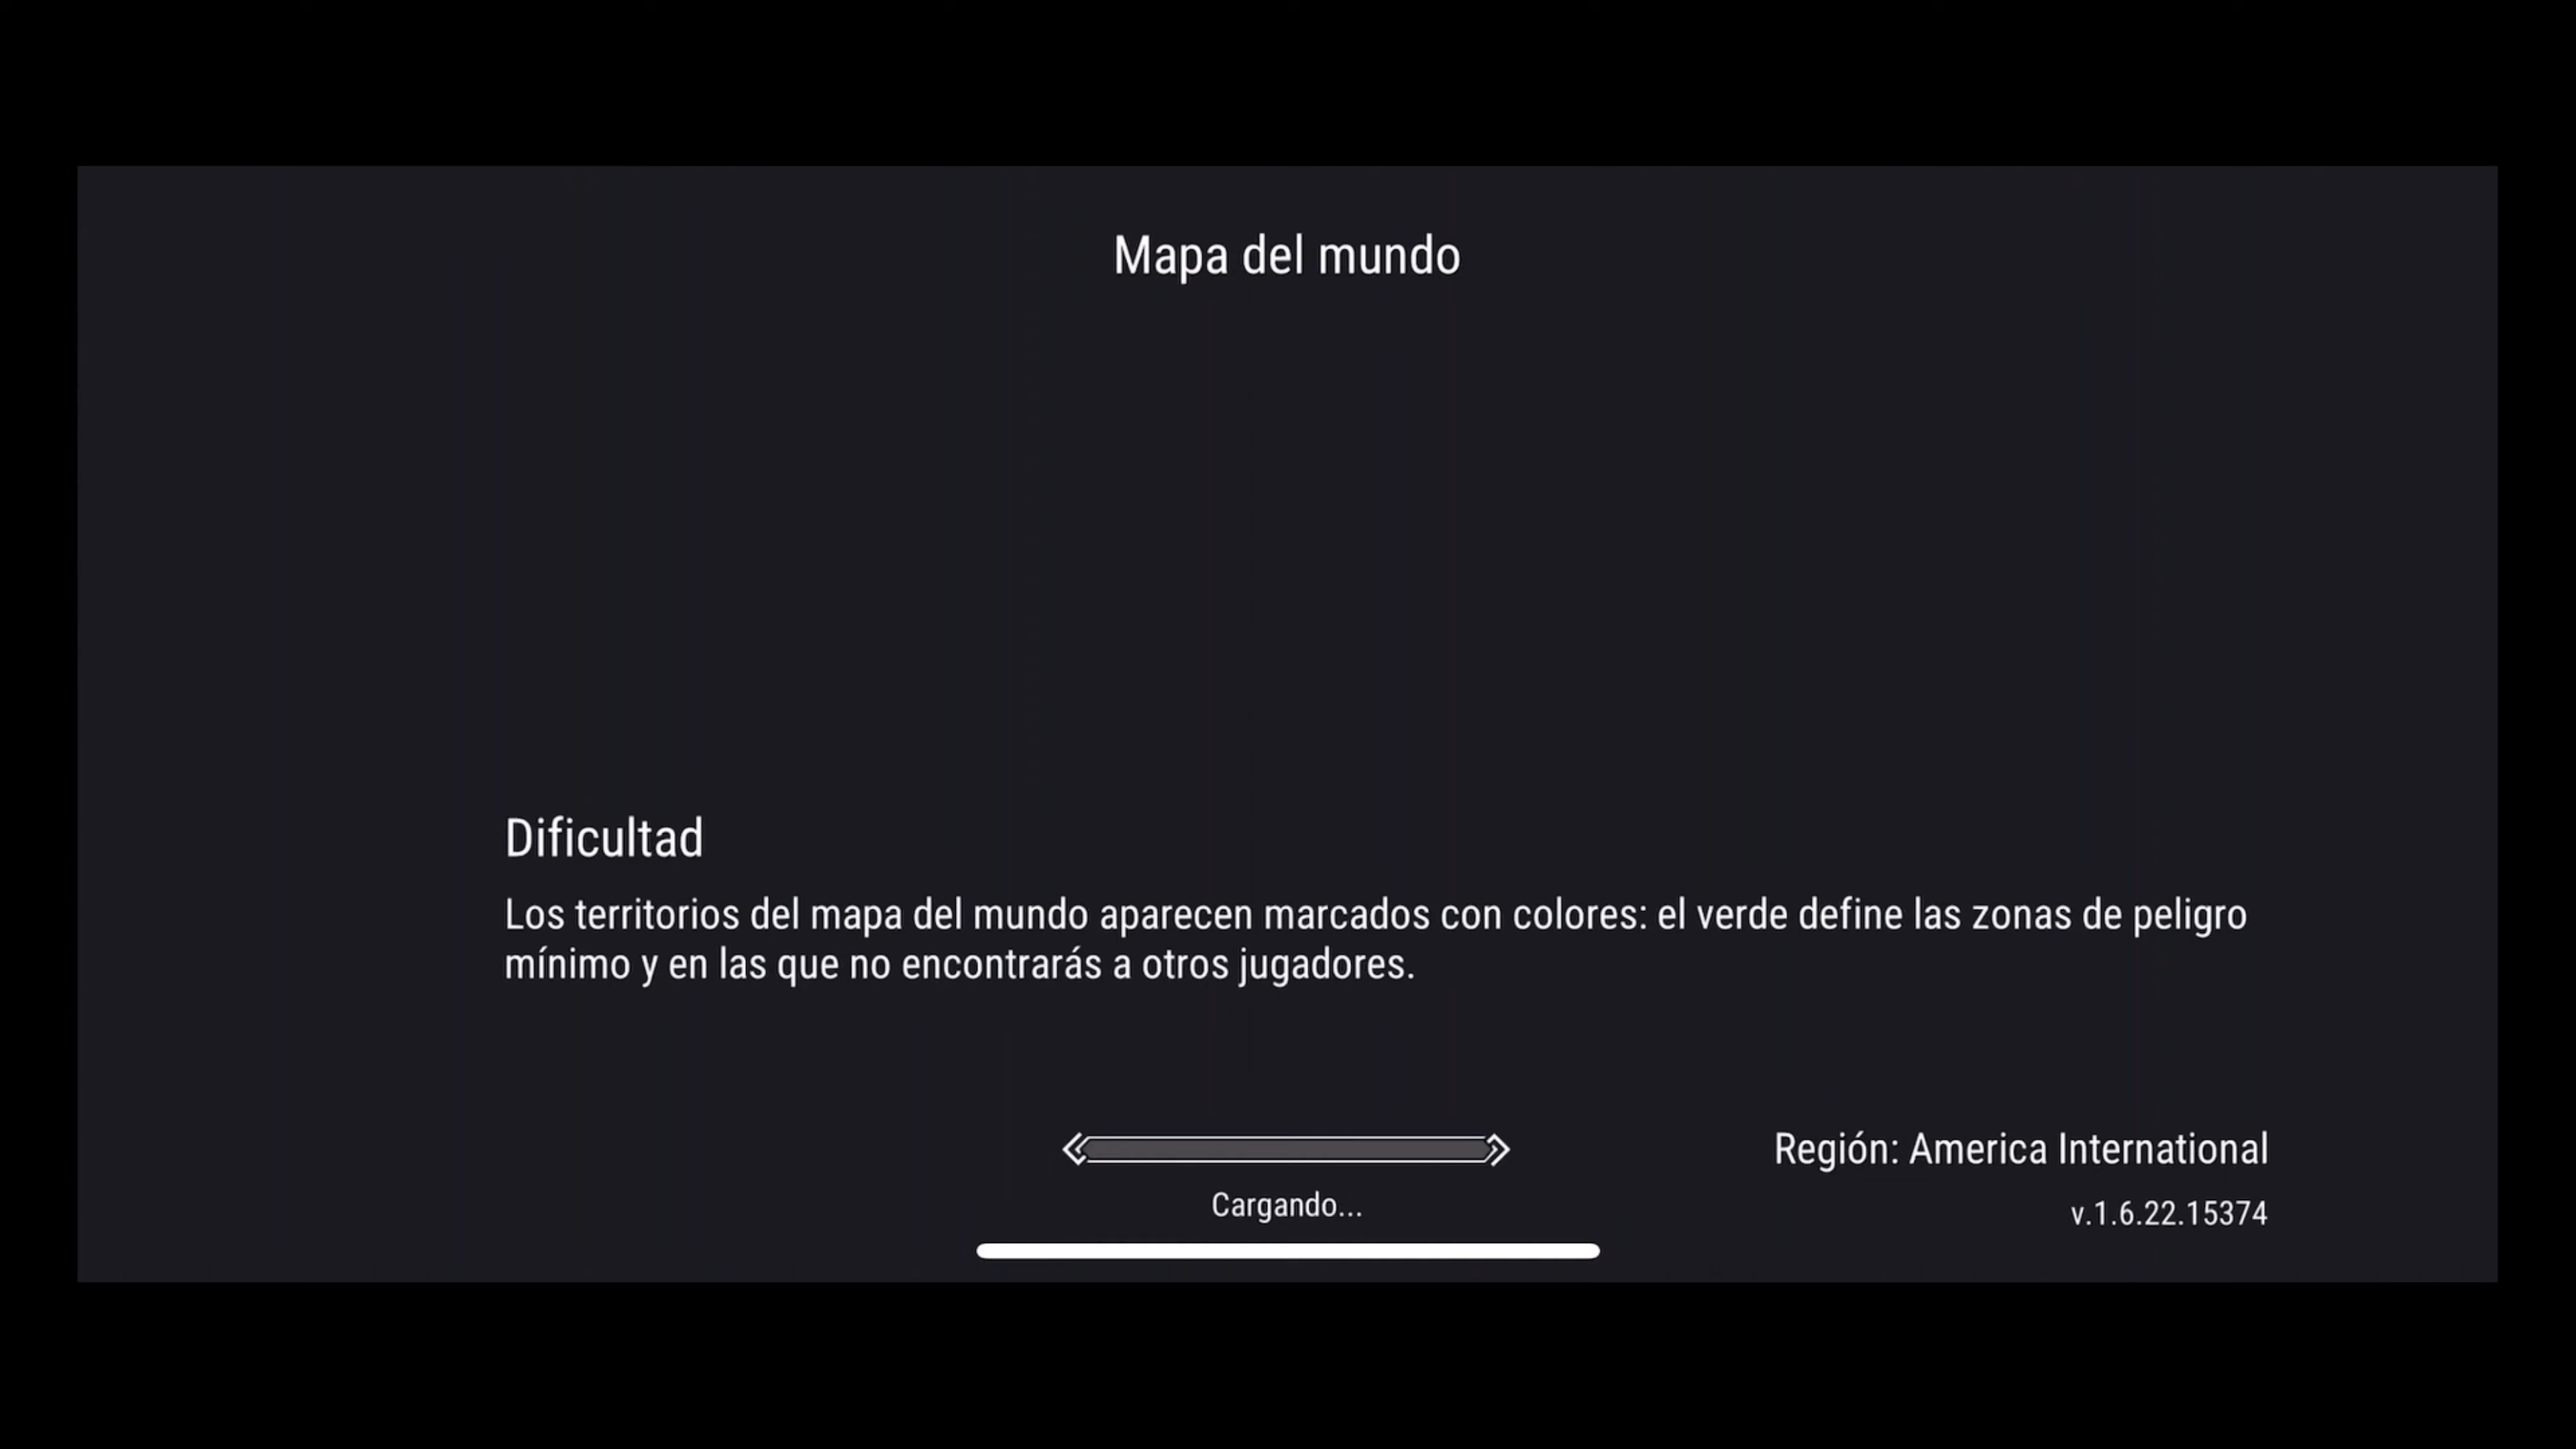 Mapa del mundo
Dificultad
Los territorios del mapa del mundo aparecen marcados con colores: el verde define las zonas de peligro
mínimo y en las que no encontrarás a otros jugadores.
Región: America International
Cargando...
v.1.6.22.15374